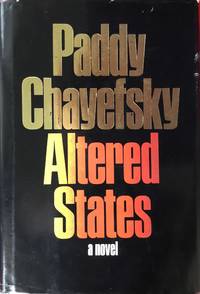 Paddy
Chayefsky
Altered
States
a novel